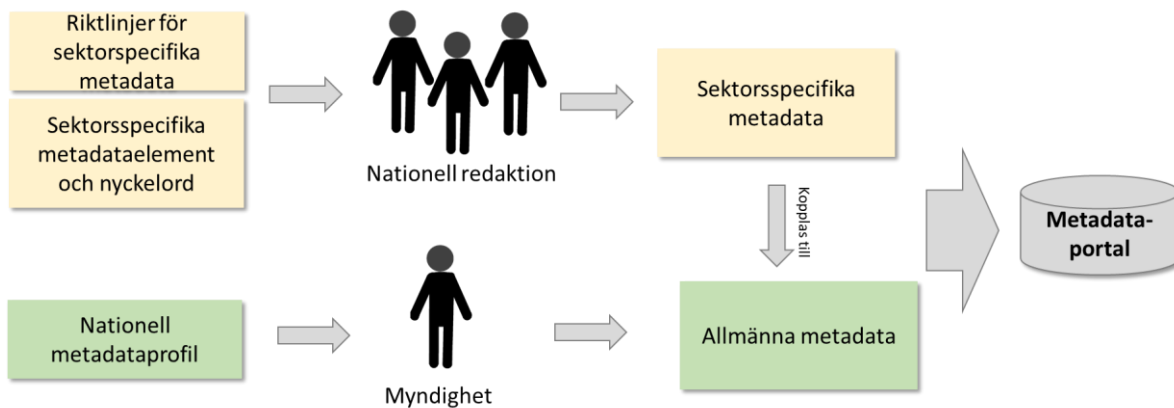 Riktlinjer för
sektorspecifika
metadata
Sektorsspecifika
metadataelement
och nyckelord
Nationell redaktion
Sektorsspecifika
metadata
Kopplas till
Metadata-
portal
Nationell
metadataprofil
Myndighet
Allmänna metadata